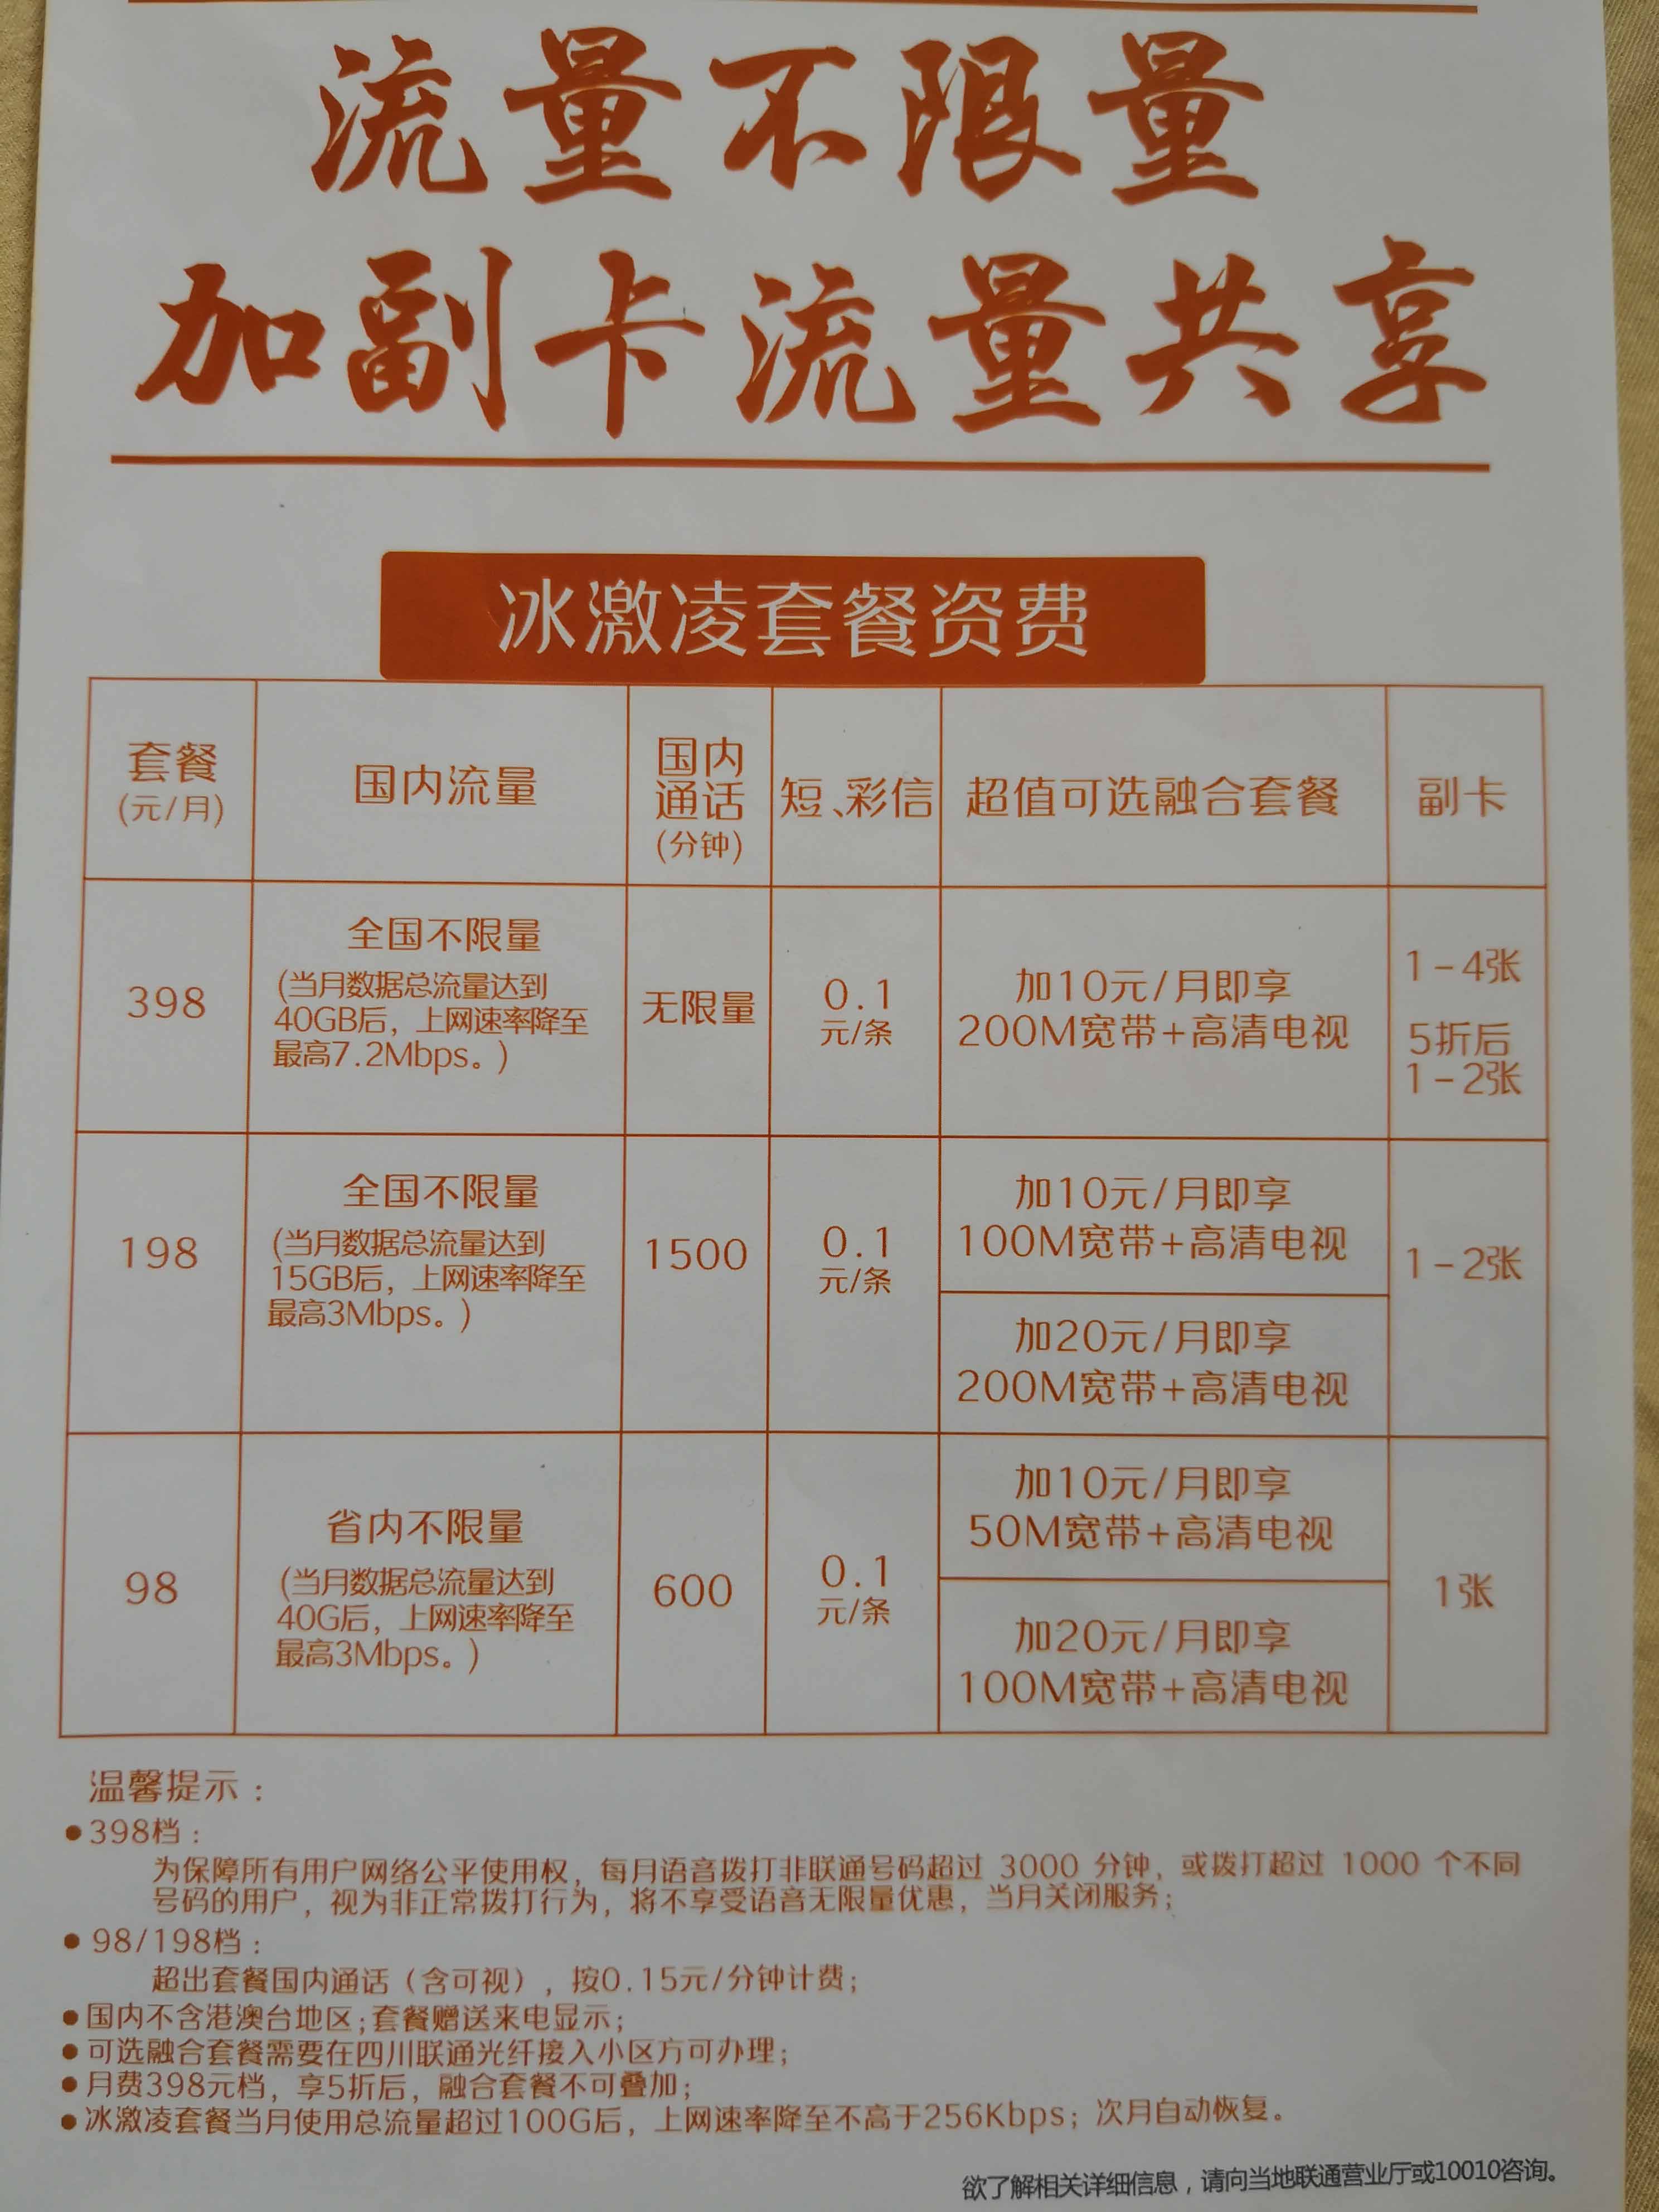 流量不限量
加副卡流量共享
冰激凌套餐资费
套餐
(元/月)
国内流量
国内
通话
(分钟)
短、彩信
超值可选融合套餐
副卡
398
全国不限量
(当月数据总流量达到
40GB后，上网速率降至
最高7.2Mbps。)
无限量
0.1
元/条
加10元/月即享
200M宽带+高清电视
1-4张
5折后
1-2张
198
全国不限量
(当月数据总流量达到
15GB后，上网速率降至
最高3Mbps。)
1500
0.1
元/条
加10元/月即享
100M宽带+高清电视
加20元/月即享
200M宽带+高清电视
1-2张
98
省内不限量
(当月数据总流量达到
40G后，上网速率降至
最高3Mbps。)
600
0.1
元/条
加10元/月即享
50M宽带+高清电视
加20元/月即享
100M宽带+高清电视
1张
温馨提示：
●398档：
为保障所有用户网络公平使用权，每月语音拨打非联通号码超过 3000 分钟，或拨打超过 1000 个不同
号码的用户，视为非正常拨打行为，将不享受语音无限量优惠，当月关闭服务；
●98/198档：
超出套餐国内通话（含可视），按0.15元/分钟计费；
●国内不含港澳台地区；套餐赠送来电显示；
●可选融合套餐需要在四川联通光纤接入小区方可办理；
●月费398元档，享5折后，融合套餐不可叠加；
●冰激凌套餐当月使用总流量超过100G后，上网速率降至不高于256Kbps；次月自动恢复。
欲了解相关详细信息，请向当地联通营业厅或10010咨询。